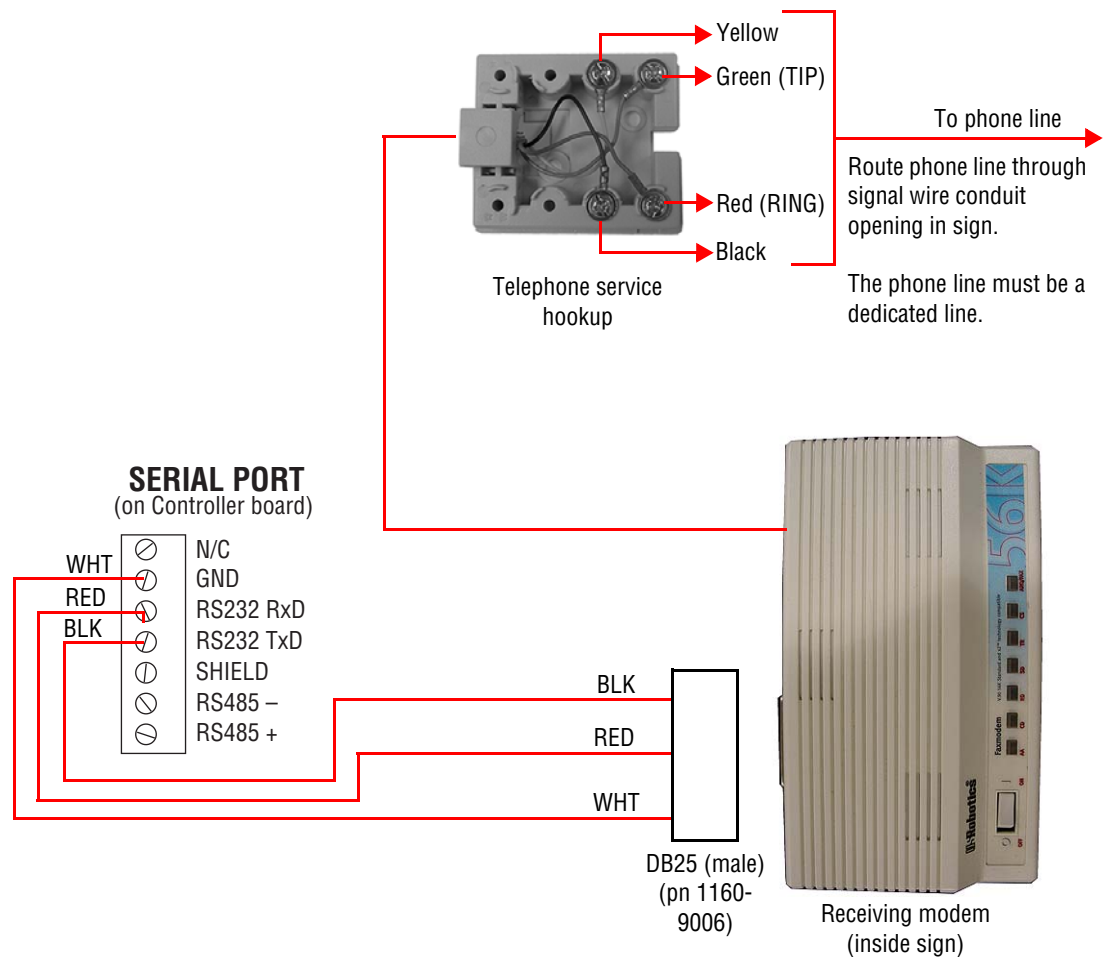 Yellow
Green (TIP)
To phone line
Route phone line through
signal wire conduit
opening in sign.
Red (RING)
Black
The phone line must be a
dedicated line.
Telephone service
hookup
SERIAL PORT
(on Controller board)
N/C
WHT
GND
RED
RS232 RxD
BLK
RS232 TxD
SHIELD
RS485 –
RS485 +
BLK
RED
WHT
DB25 (male)
(pn 1160-
9006)
56K
Faxmodem
AA
CD
Robotics
Receiving modem
(inside sign)